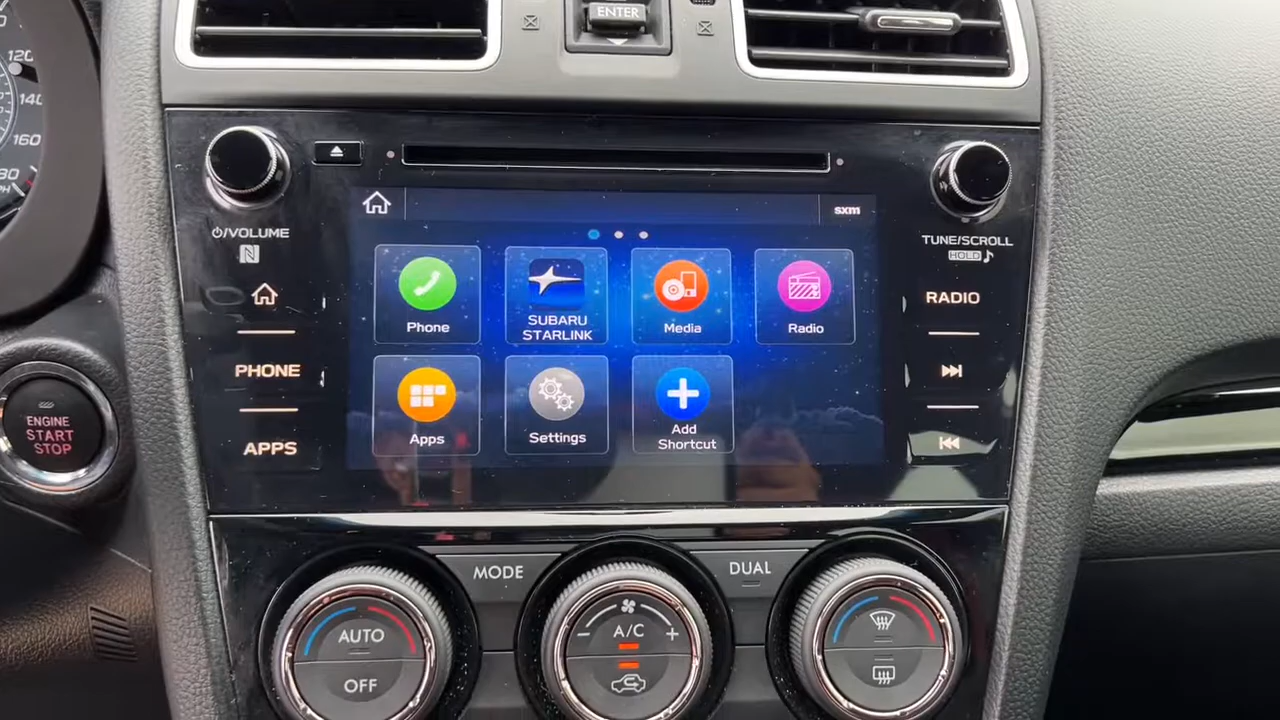 ENTER
120
140
160
sxm
⏻/VOLUME
N
TUNE/SCROLL
HOLD
RADIO
PHONE
APPS
Phone
SUBARU
STARLINK
Media
Radio
Apps
Settings
Add
Shortcut
ENGINE
START
STOP
MODE
DUAL
AUTO
OFF
− A/C +